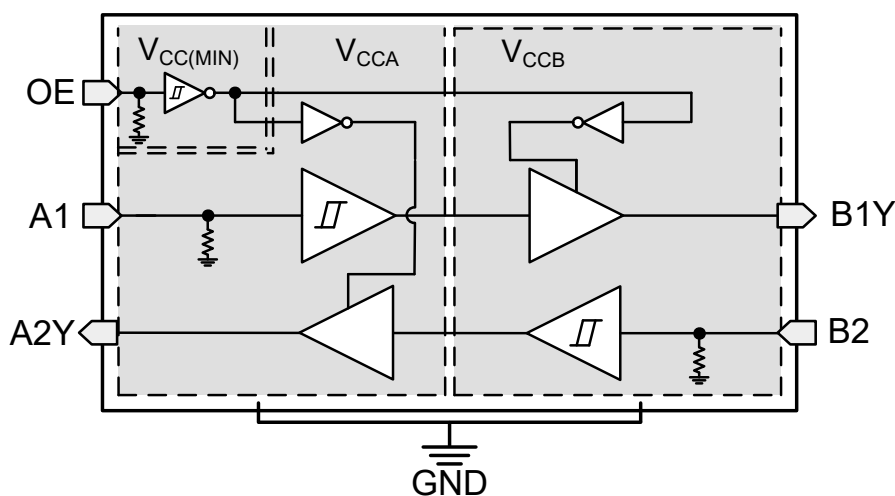 V_CC(MIN) V_CCA V_CCB
OE
A1 B1Y
A2Y B2
GND